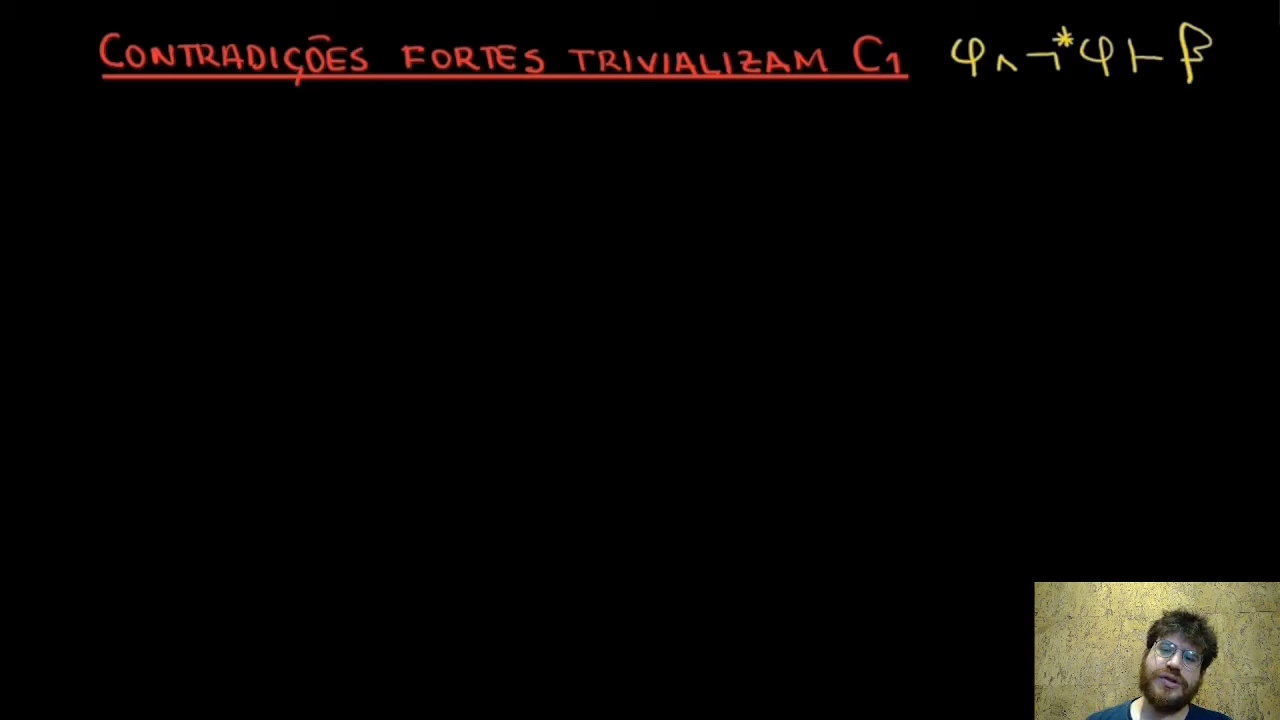 CONTRADIÇÕES FORTES TRIVIALIZAM C1 φ ∧ ¬*φ ⊢ β